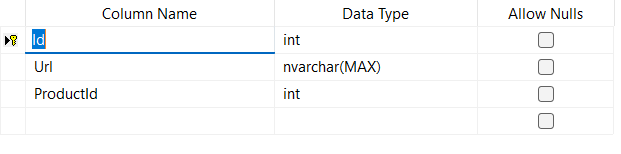 Column Name Data Type Allow Nulls
Id int
Url nvarchar(MAX)
ProductId int